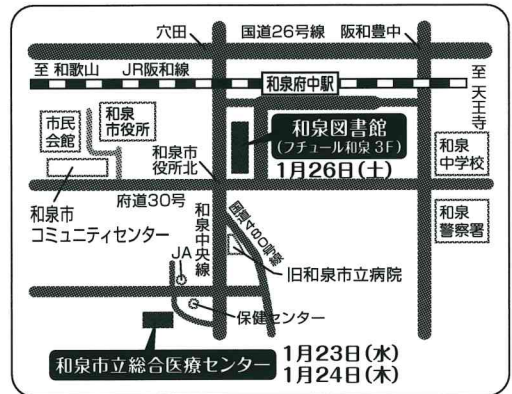 穴田
国道26号線
阪和豊中
至 和歌山
JR阪和線
和泉府中駅
至 天王寺
市民
会館
和泉
市役所
和泉図書館
(フチュール和泉 3F)
1月26日(土)
和泉市
役所北
和泉
中学校
府道30号
和泉市
コミュニティセンター
和泉中央線
国道480号線
和泉
警察署
JA
旧和泉市立病院
保健センター
和泉市立総合医療センター
1月23日(水)
1月24日(木)